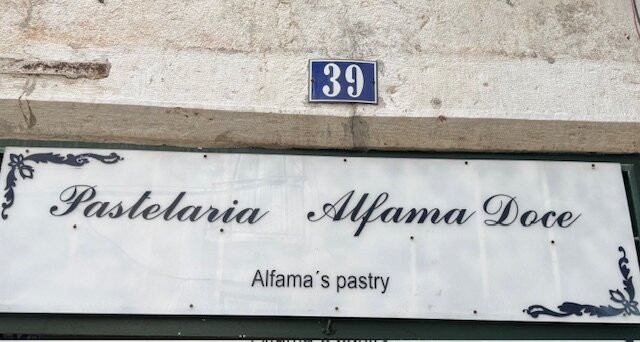 39
Pastelaria Alfama Doce
Alfama´s pastry